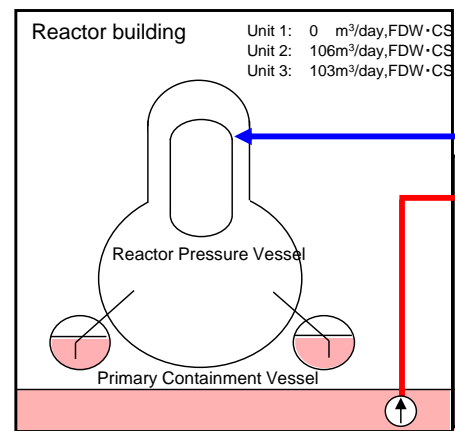 Reactor building
Unit 1: 0 m³/day,FDW・CS
Unit 2: 106m³/day,FDW・CS
Unit 3: 103m³/day,FDW・CS
Reactor Pressure Vessel
Primary Containment Vessel